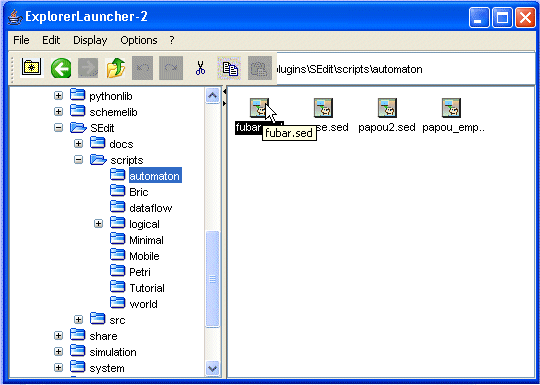 ExplorerLauncher-2
File Edit Display Options ?
plugins\SEdit\scripts\automaton
pythonlib
schemelib
SEdit
docs
scripts
automaton
Bric
dataflow
logical
Minimal
Mobile
Petri
Tutorial
world
src
share
simulation
system
fubar se.sed papou2.sed papou_emp..
fubar.sed